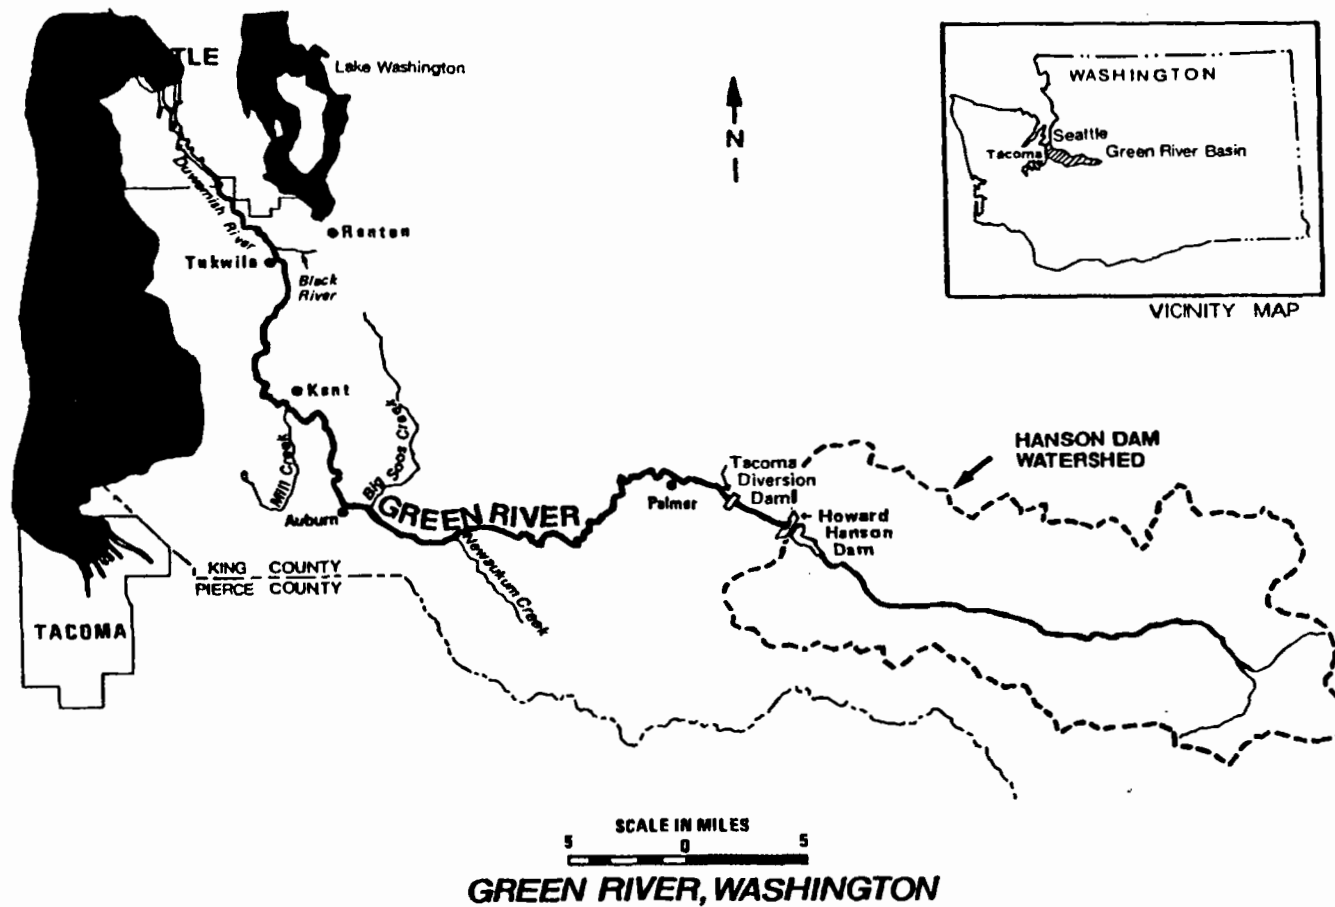 TLE
Lake Washington
N
WASHINGTON
Seattle
Tacoma
Green River Basin
VICINITY MAP
Duwamish River
Renton
Tukwila
Black
River
Kent
Mill Creek
Big Soos Creek
Auburn
GREEN RIVER
Newaukum Creek
Palmer
Tacoma
Diversion
Dam
Howard
Hanson
Dam
HANSON DAM
WATERSHED
KING COUNTY
PIERCE COUNTY
TACOMA
SCALE IN MILES
5 0 5
GREEN RIVER, WASHINGTON